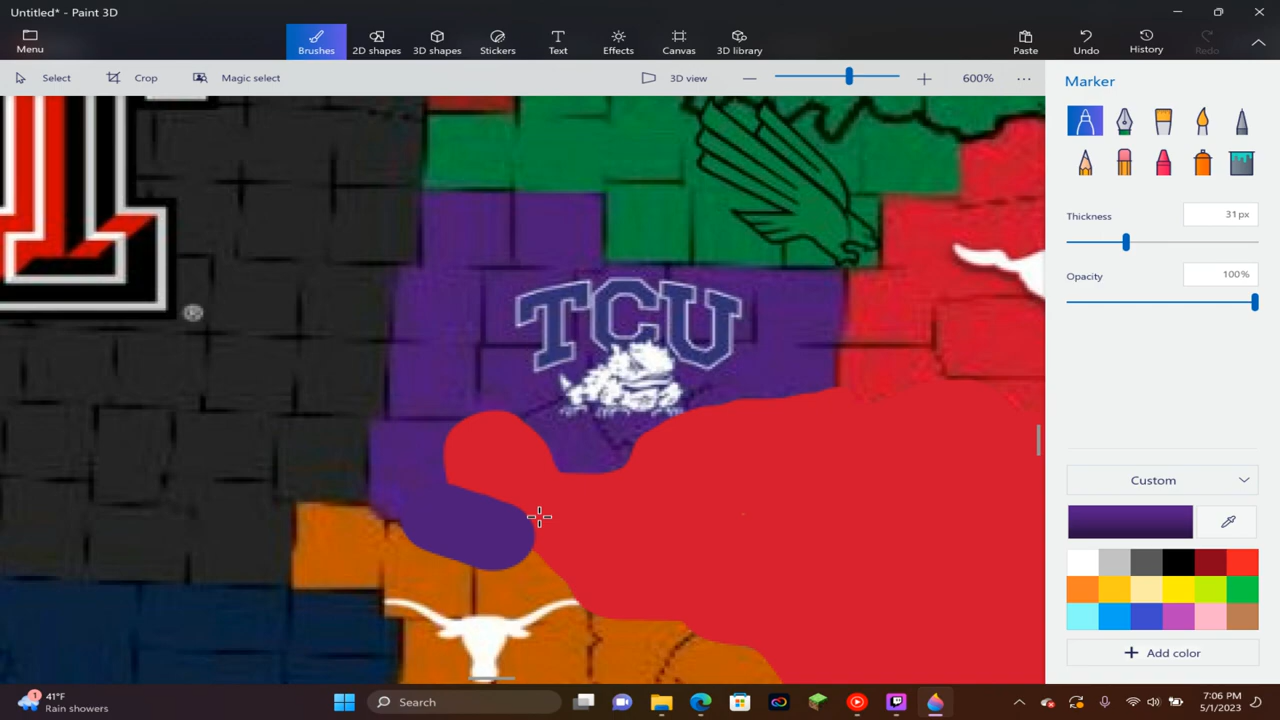 Untitled* - Paint 3D
Menu
Brushes
2D shapes
3D shapes
Stickers
Text
Effects
Canvas
3D library
Paste
Undo
History
Redo
Select
Crop
Magic select
3D view
600%
Marker
Thickness
31px
Opacity
100%
TCU
®
Custom
Add color
1
41°F
Rain showers
Search
7:06 PM
5/1/2023